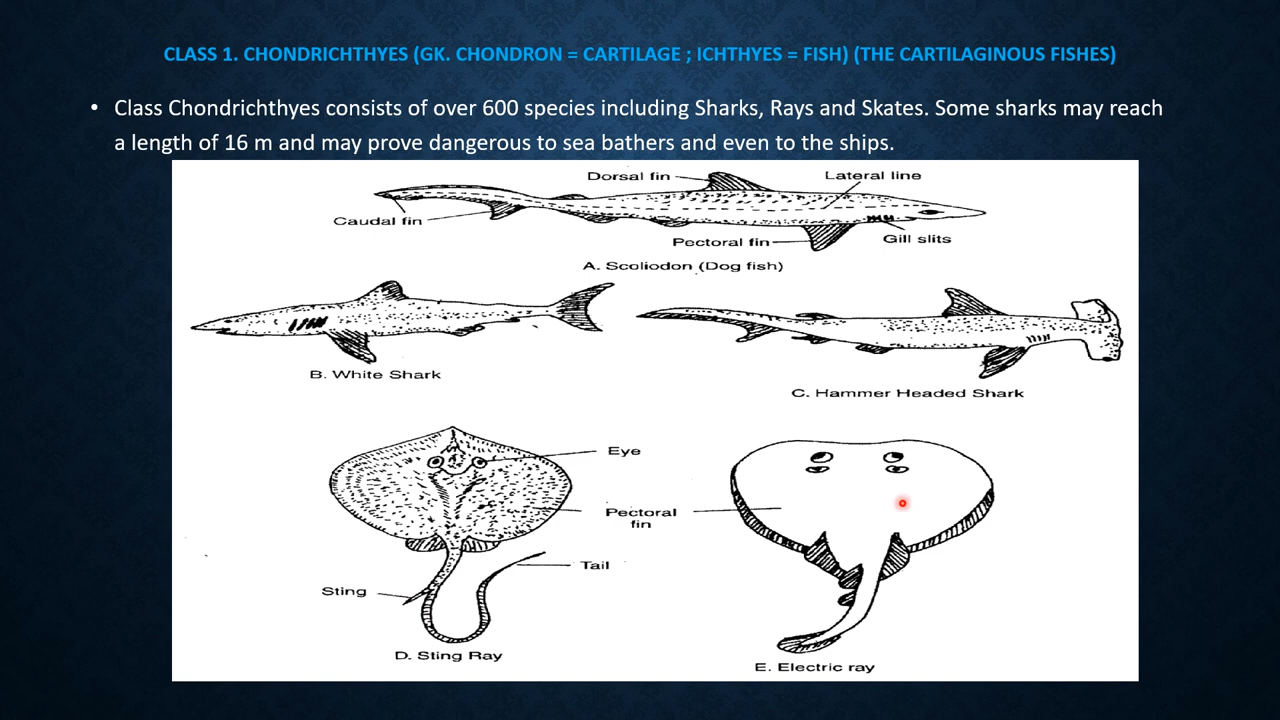 CLASS 1. CHONDRICHTHYES (GK. CHONDRON = CARTILAGE ; ICHTHYES = FISH) (THE CARTILAGINOUS FISHES)
• Class Chondrichthyes consists of over 600 species including Sharks, Rays and Skates. Some sharks may reach
a length of 16 m and may prove dangerous to sea bathers and even to the ships.
Dorsal fin
Lateral line
Caudal fin
Pectoral fin
Gill slits
A. Scoliodon (Dog fish)
B. White Shark
C. Hammer Headed Shark
Eye
Pectoral
fin
Tail
Sting
D. Sting Ray
E. Electric ray